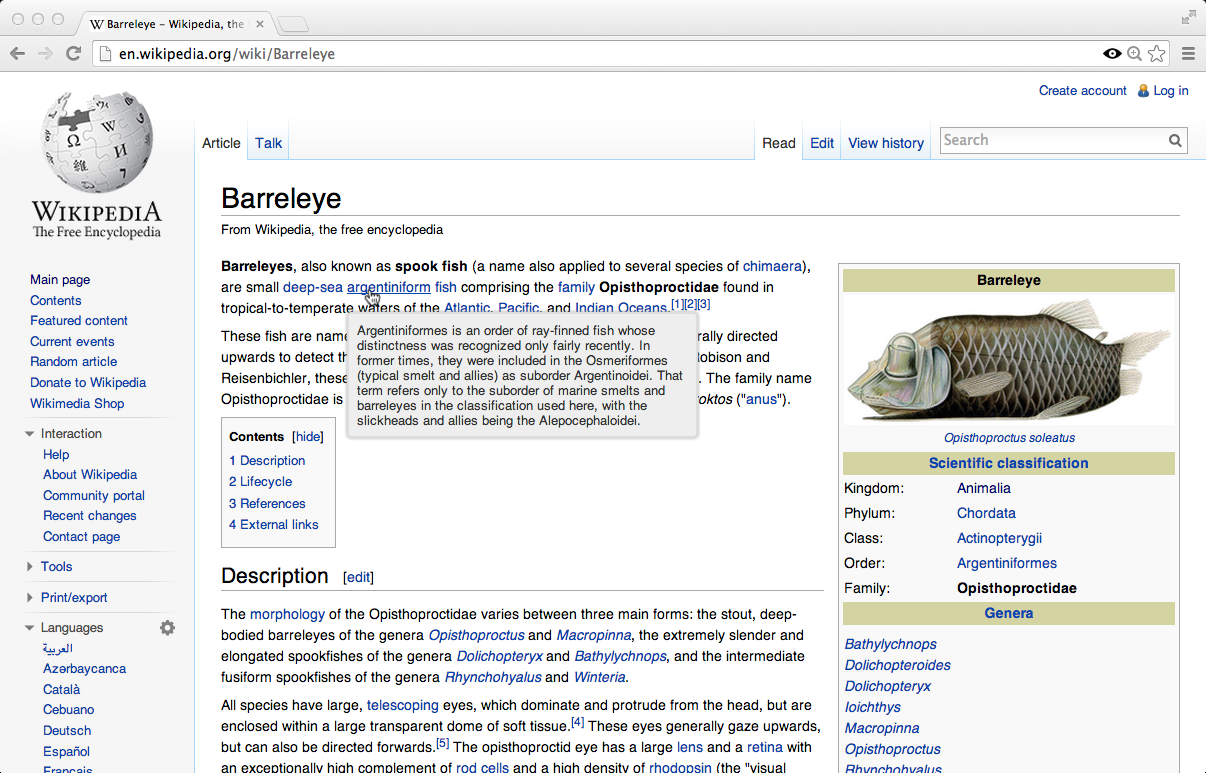 Barreleye – Wikipedia, the
en.wikipedia.org/wiki/Barreleye
Create account Log in
Article Talk Read Edit View history Search
WIKIPEDIA
The Free Encyclopedia
Main page
Contents
Featured content
Current events
Random article
Donate to Wikipedia
Wikimedia Shop
Interaction
Help
About Wikipedia
Community portal
Recent changes
Contact page
Tools
Print/export
Languages
العربية
Azərbaycanca
Català
Cebuano
Deutsch
Español
Français
Barreleye
From Wikipedia, the free encyclopedia
Barreleyes, also known as spook fish (a name also applied to several species of chimaera),
are small deep-sea argentiniform fish comprising the family Opisthoproctidae found in
tropical-to-temperate waters of the Atlantic, Pacific, and Indian Oceans.[1][2][3]
These fish are name rally directed
upwards to detect th obison and
Reisenbichler, these . The family name
Opisthoproctidae is roktos ("anus").
Argentiniformes is an order of ray-finned fish whose
distinctness was recognized only fairly recently. In
former times, they were included in the Osmeriformes
(typical smelt and allies) as suborder Argentinoidei. That
term refers only to the suborder of marine smelts and
barreleyes in the classification used here, with the
slickheads and allies being the Alepocephaloidei.
Contents [hide]
1 Description
2 Lifecycle
3 References
4 External links
Description [edit]
The morphology of the Opisthoproctidae varies between three main forms: the stout, deep-
bodied barreleyes of the genera Opisthoproctus and Macropinna, the extremely slender and
elongated spookfishes of the genera Dolichopteryx and Bathylychnops, and the intermediate
fusiform spookfishes of the genera Rhynchohyalus and Winteria.
All species have large, telescoping eyes, which dominate and protrude from the head, but are
enclosed within a large transparent dome of soft tissue.[4] These eyes generally gaze upwards,
but can also be directed forwards.[5] The opisthoproctid eye has a large lens and a retina with
an exceptionally high complement of rod cells and a high density of rhodopsin (the "visual
Barreleye
Opisthoproctus soleatus
Scientific classification
Kingdom: Animalia
Phylum: Chordata
Class: Actinopterygii
Order: Argentiniformes
Family: Opisthoproctidae
Genera
Bathylychnops
Dolichopteroides
Dolichopteryx
Ioichthys
Macropinna
Opisthoproctus
Rhynchohyalus